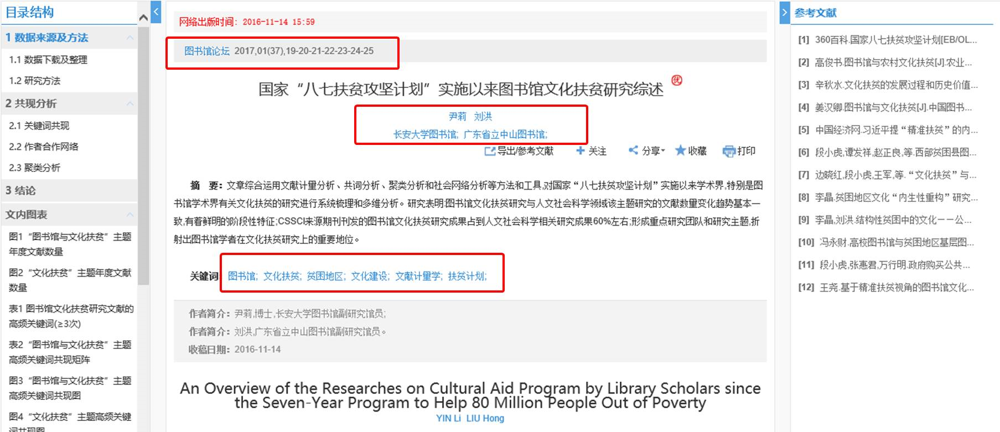 目录结构
1 数据来源及方法
1.1 数据下载及整理
1.2 研究方法
2 共现分析
2.1 关键词共现
2.2 作者合作网络
2.3 聚类分析
3 结论
文内图表
图1“图书馆与文化扶贫”主题
年度文献数量
图2“文化扶贫”主题年度文献
数量
表1 图书馆文化扶贫研究文献的
高频关键词(≥3次)
表2“图书馆与文化扶贫”主题
高频关键词共现矩阵
图3“图书馆与文化扶贫”主题
高频关键词共现图
图4“文化扶贫”主题高频关键
词共现图
网络出版时间：2016-11-14 15:59
图书馆论坛 2017,01(37),19-20-21-22-23-24-25
国家“八七扶贫攻坚计划”实施以来图书馆文化扶贫研究综述 优
尹莉 刘洪
长安大学图书馆; 广东省立中山图书馆;
导出/参考文献 关注 分享 收藏 打印
摘 要：文章综合运用文献计量分析、共词分析、聚类分析和社会网络分析等方法和工具,对国家“八七扶贫攻坚计划”实施以来学术界,特别是图
书馆学术界有关文化扶贫的研究进行系统梳理和多维分析。研究表明:图书馆文化扶贫研究与人文社会科学领域该主题研究的文献数量变化趋势基本一
致,有着鲜明的阶段性特征;CSSCI来源期刊刊发的图书馆文化扶贫研究成果占到人文社会科学相关研究成果60%左右;形成重点研究团队和研究主题,折
射出图书馆学者在文化扶贫研究上的重要地位。
关键词 图书馆; 文化扶贫; 贫困地区; 文化建设; 文献计量学; 扶贫计划;
作者简介：尹莉,博士,长安大学图书馆副研究馆员;
作者简介：刘洪,广东省立中山图书馆副研究馆员。
收稿日期：2016-11-14
An Overview of the Researches on Cultural Aid Program by Library Scholars since
the Seven-Year Program to Help 80 Million People Out of Poverty
YIN Li LIU Hong
参考文献
[1] 360百科.国家八七扶贫攻坚计划[EB/OL...
[2] 高俊书.图书馆与农村文化扶贫[J].农业...
[3] 辛秋水.文化扶贫的发展过程和历史价值...
[4] 姜汉卿.图书馆与文化扶贫[J].中国图书...
[5] 中国经济网.习近平提“精准扶贫”的内...
[6] 段小虎,谭发祥,赵正良,等.西部贫困县图...
[7] 边晓红,段小虎,王军,等.“文化扶贫”与...
[8] 李晶.贫困地区文化“内生性重构”研究...
[9] 李晶,刘洪.结构性贫困中的文化——公...
[10] 冯永财.高校图书馆与贫困地区基层图...
[11] 段小虎,张惠君,万行明.政府购买公共...
[12] 王尧.基于精准扶贫视角的图书馆文化...